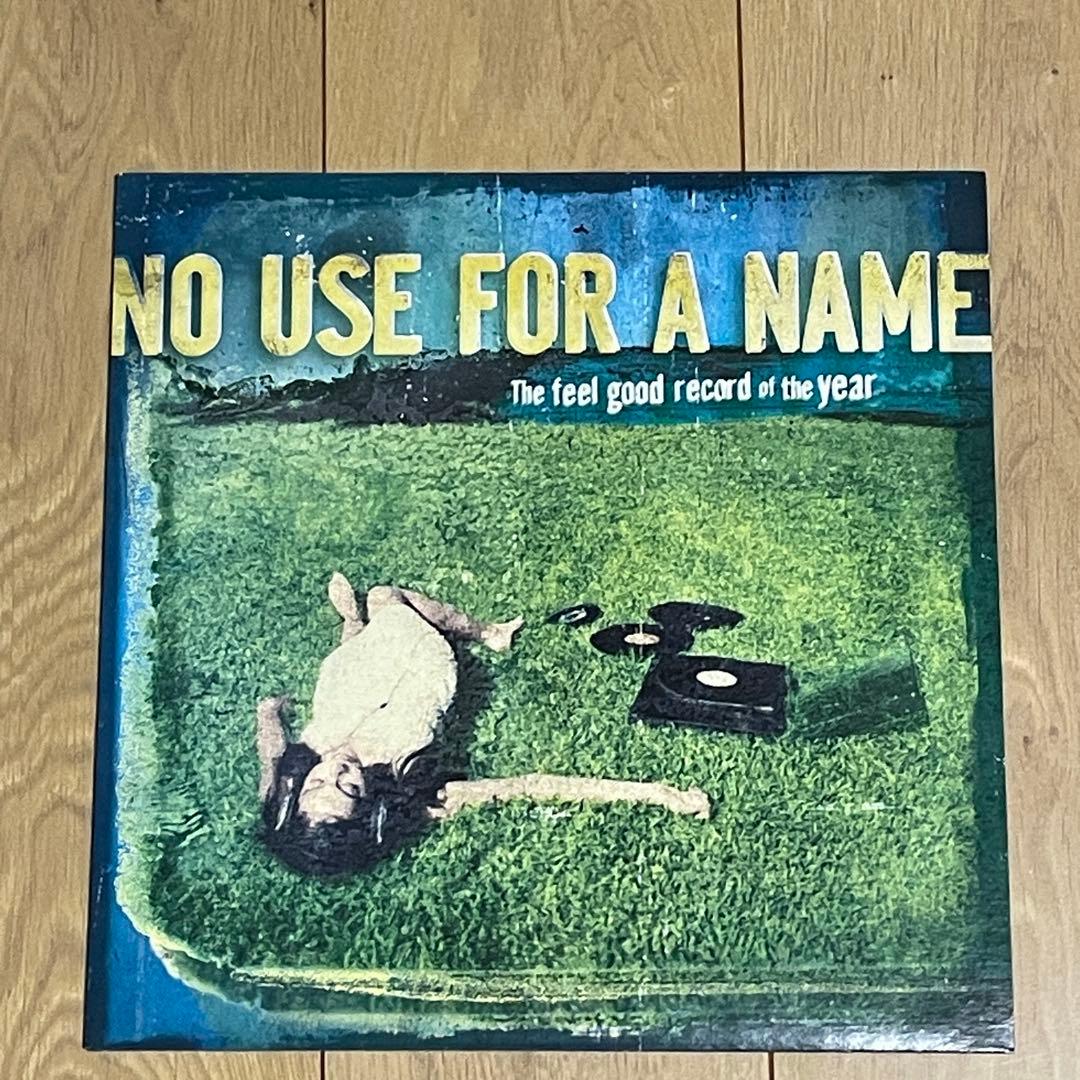 NO USE FOR A NAME
The feel good record of the year